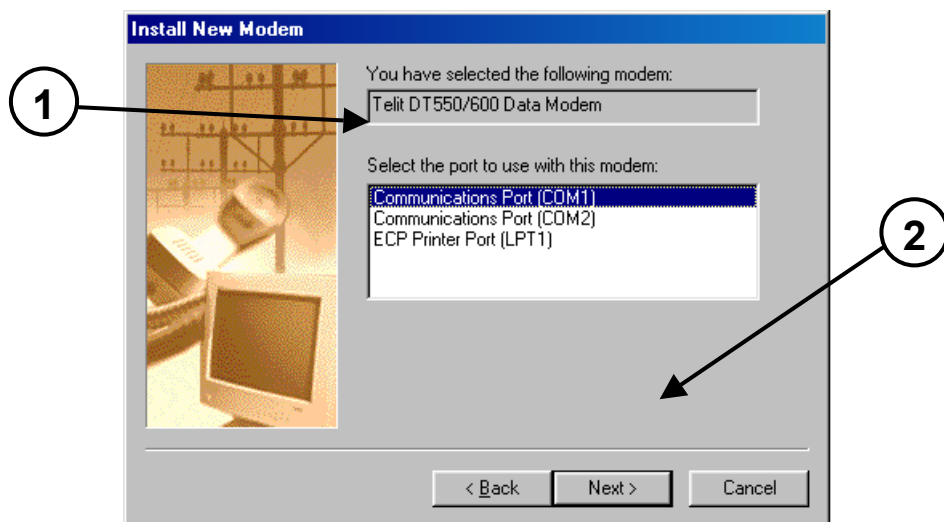 Install New Modem
1
You have selected the following modem:
Telit DT550/600 Data Modem
Select the port to use with this modem:
Communications Port (COM1)
Communications Port (COM2)
ECP Printer Port (LPT1)
2
< Back
Next >
Cancel